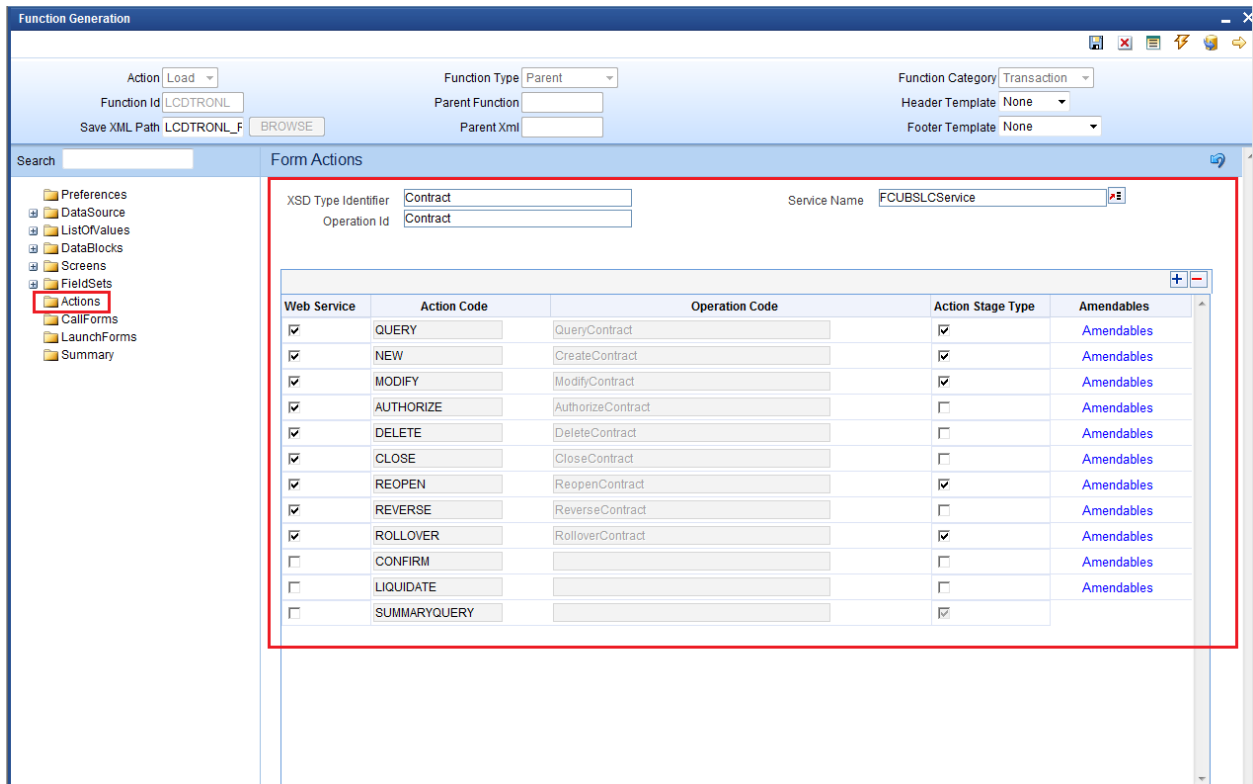 Function Generation
Action Load Function Type Parent Function Category Transaction
Function Id LCDTRONL Parent Function Header Template None
Save XML Path LCDTRONL_F BROWSE Parent Xml Footer Template None
Search Form Actions
Preferences
DataSource
ListOfValues
DataBlocks
Screens
FieldSets
Actions
CallForms
LaunchForms
Summary
XSD Type Identifier Contract Service Name FCUBSLCService
Operation Id Contract
Web Service Action Code Operation Code Action Stage Type Amendables
QUERY QueryContract Amendables
NEW CreateContract Amendables
MODIFY ModifyContract Amendables
AUTHORIZE AuthorizeContract Amendables
DELETE DeleteContract Amendables
CLOSE CloseContract Amendables
REOPEN ReopenContract Amendables
REVERSE ReverseContract Amendables
ROLLOVER RolloverContract Amendables
CONFIRM Amendables
LIQUIDATE Amendables
SUMMARYQUERY